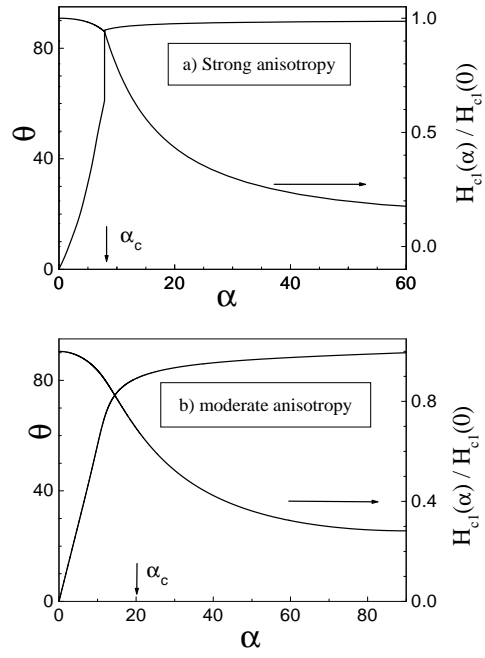 a) Strong anisotropy
θ
80
40
0
1.0
0.5
0.0
H_c1(α) / H_c1(0)
α_c
0 20 40 60
α
b) moderate anisotropy
θ
80
40
0
0.8
0.4
0.0
H_c1(α) / H_c1(0)
α_c
0 20 40 60 80
α